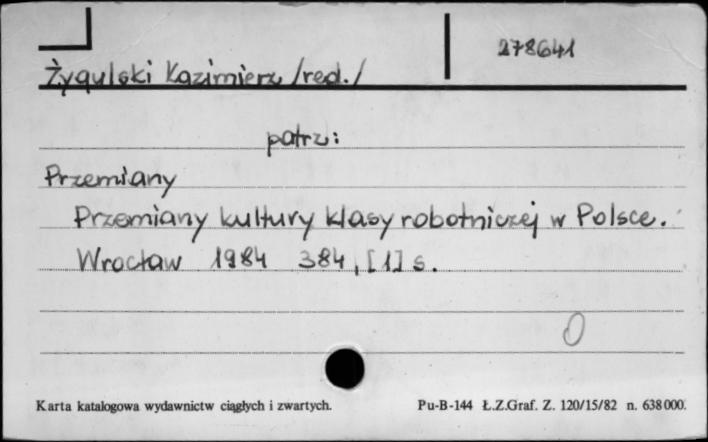 278641
Żygulski Kazimierz /red./
patrz:
Przemiany
Przemiany kultury klasy robotniczej w Polsce.
Wrocław 1984 384, [1] s.
0
Karta katalogowa wydawnictw ciągłych i zwartych. Pu-B-144 Ł.Z.Graf. Z. 120/15/82 n. 638000.